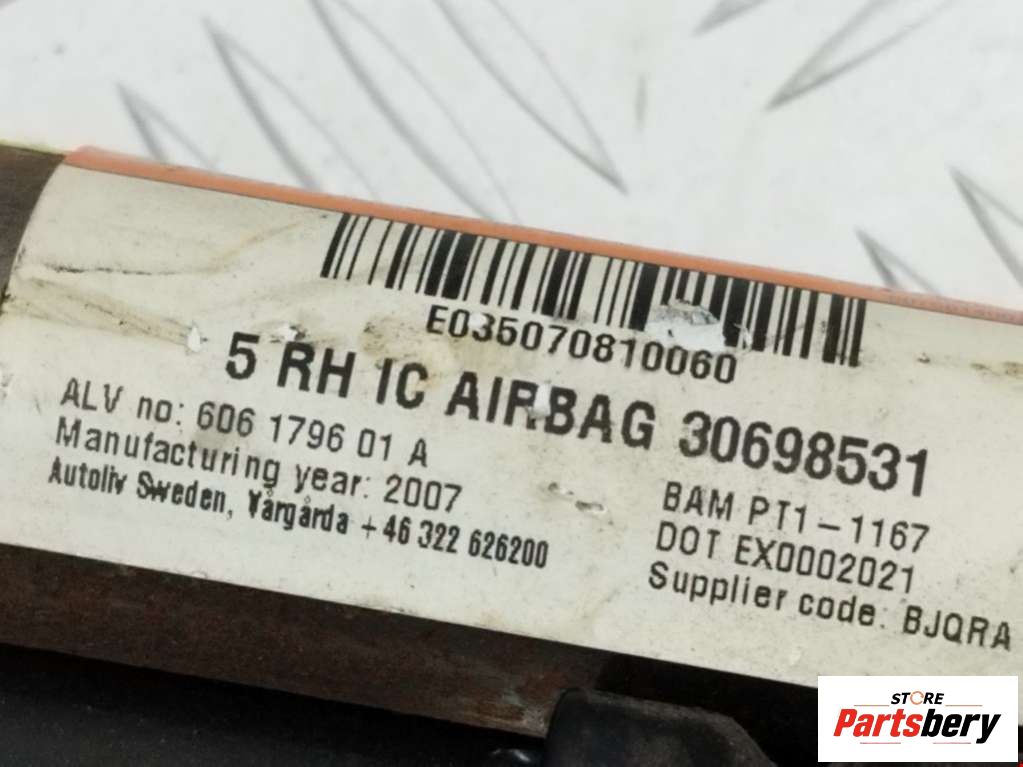 E035070810060
5 RH IC AIRBAG 30698531
ALV no: 606 1796 01 A
Manufacturing year: 2007
Autoliv Sweden, Vårgårda +46 322 626200
BAM PT1-1167
DOT EX0002021
Supplier code: BJQRA
STORE
Partsbery